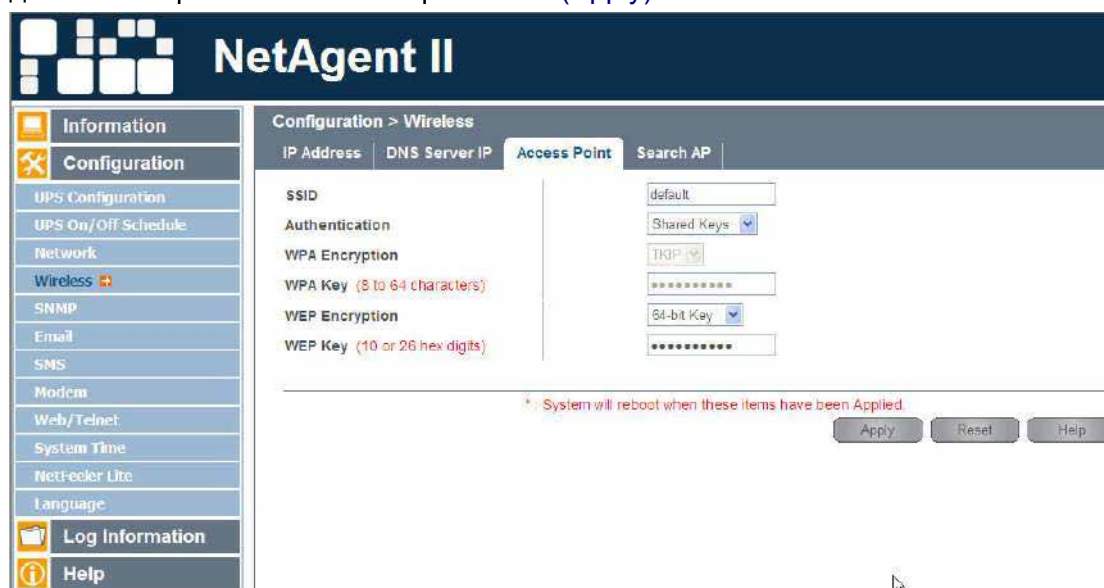 (Apply)
NetAgent II
Information
Configuration
UPS Configuration
UPS On/Off Schedule
Network
Wireless
SNMP
Email
SMS
Modem
Web/Telnet
System Time
NetFeeler Lite
Language
Log Information
Help
Configuration > Wireless
IP Address DNS Server IP Access Point Search AP
SSID default
Authentication Shared Keys
WPA Encryption TKIP
WPA Key (8 to 64 characters) **********
WEP Encryption 64-bit Key
WEP Key (10 or 26 hex digits) ●●●●●●●●●●
* : System will reboot when these items have been Applied.
Apply Reset Help